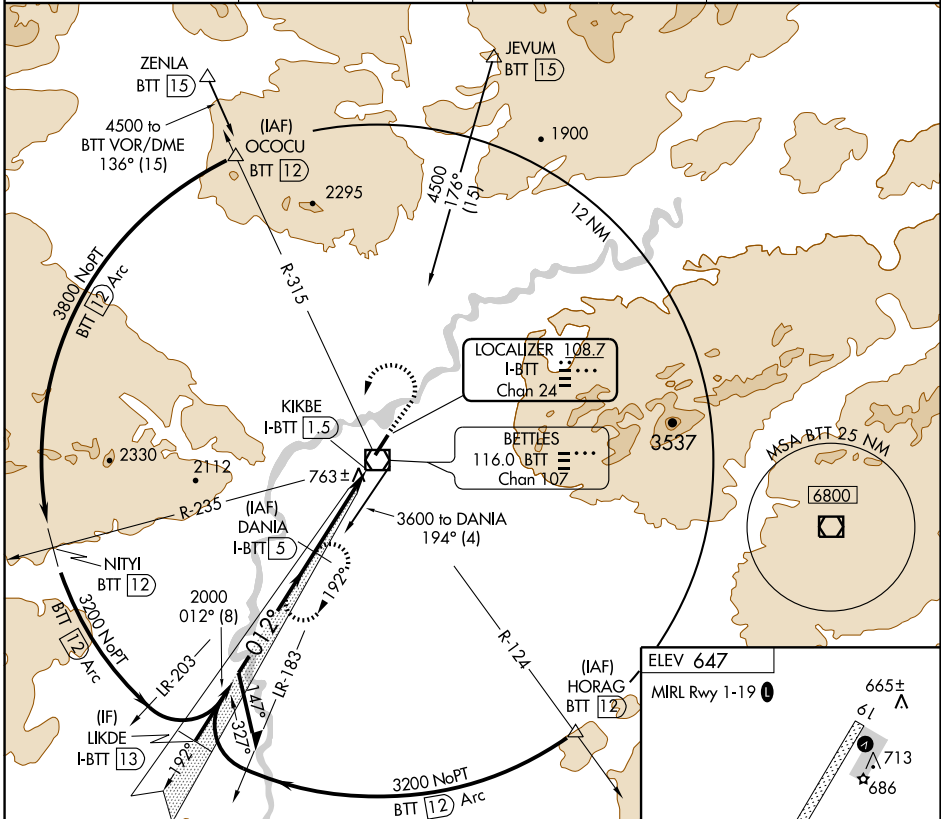 ZENLA
BTT 15
JEVUM
BTT 15
4500 to
BTT VOR/DME
136° (15)
(IAF)
OCOCU
BTT 12
1900
2295
4500
176°
(15)
12 NM
3800 NoPT
BTT 12 Arc
R-315
LOCALIZER 108.7
I-BTT
Chan 24
KIKBE
I-BTT 1.5
BETTLES
116.0 BTT
Chan 107
3537
MSA BTT 25 NM
6800
2330
2112
763±
R-235
(IAF)
DANIA
I-BTT 5
3600 to DANIA
194° (4)
NITYI
BTT 12
192°
2000
012° (8)
012°
3200 NoPT
BTT 12 Arc
LR-203
LR-183
R-124
(IAF)
HORAG
BTT 12
(IF)
LIKDE
I-BTT 13
147°
327°
192°
3200 NoPT
BTT 12 Arc
ELEV 647
MIRL Rwy 1-19 L
665±
19
713
686